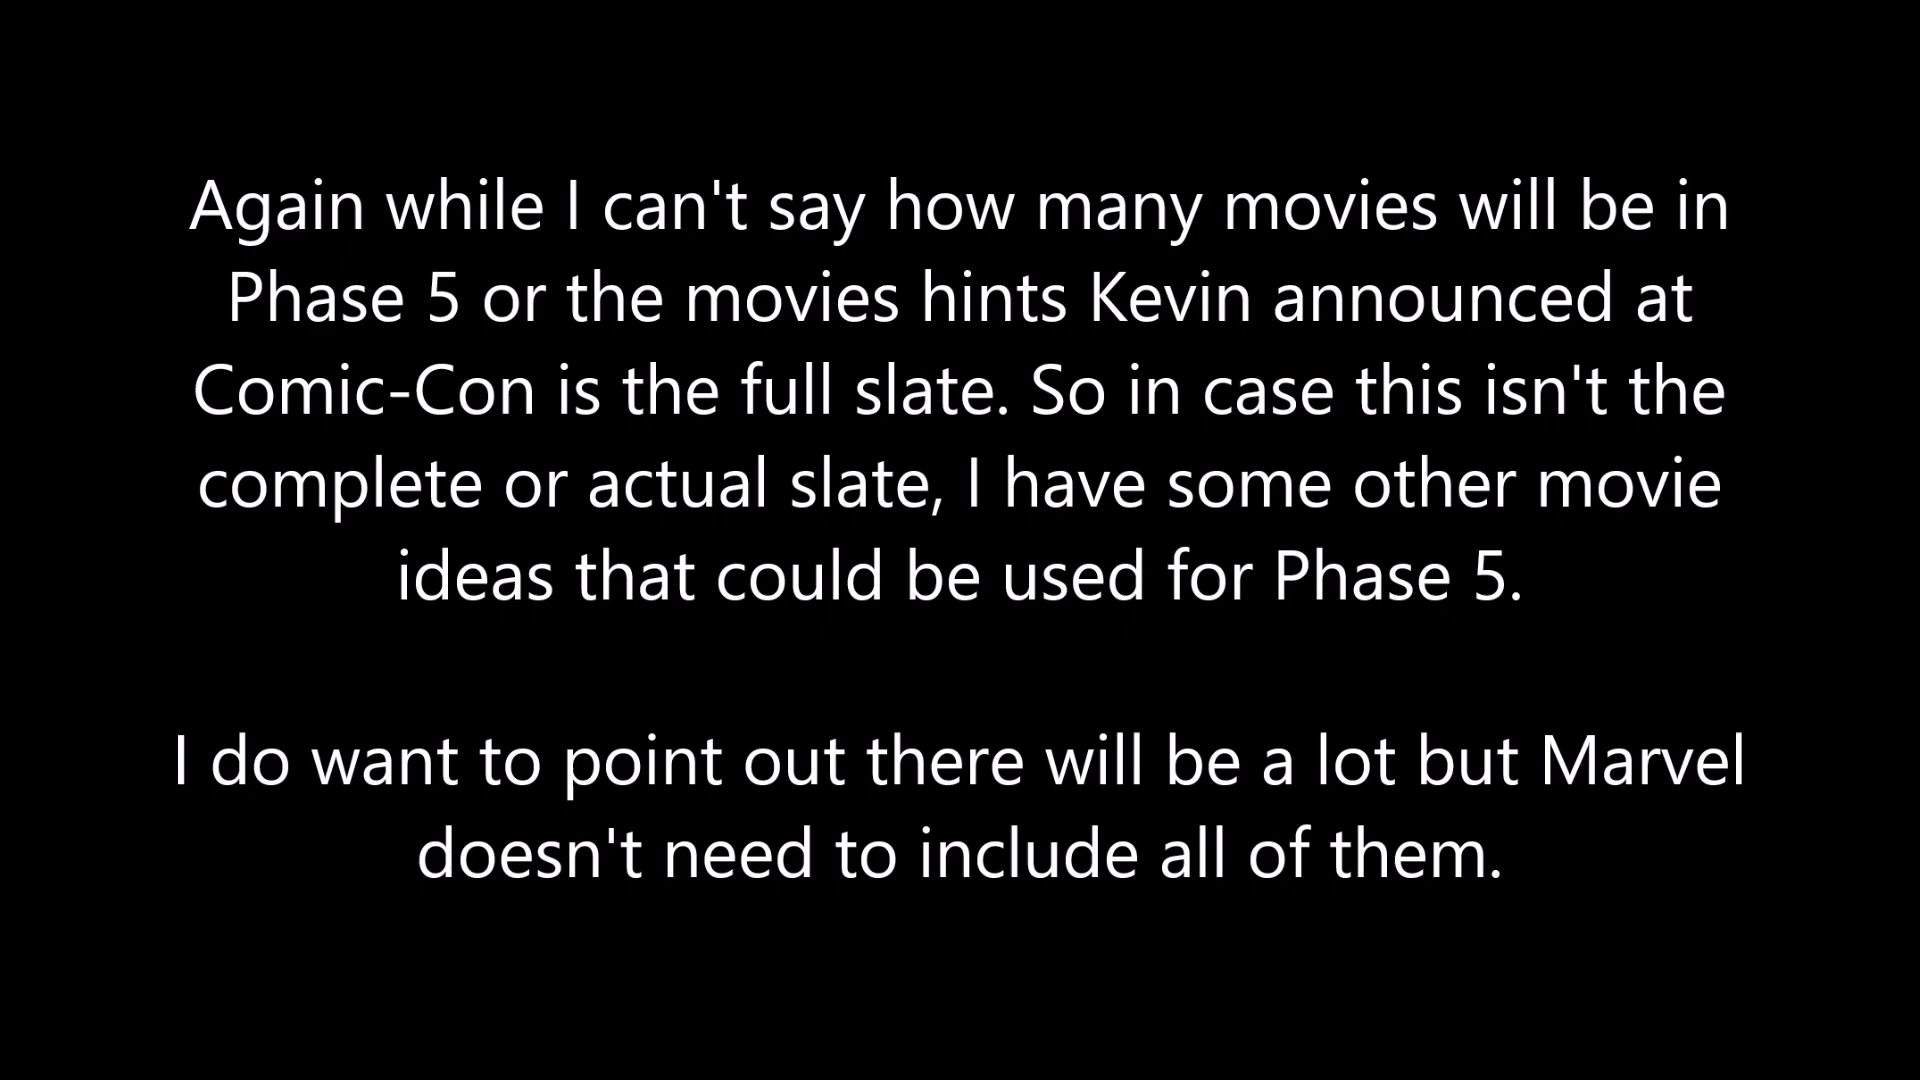 Again while I can't say how many movies will be in
Phase 5 or the movies hints Kevin announced at
Comic-Con is the full slate. So in case this isn't the
complete or actual slate, I have some other movie
ideas that could be used for Phase 5.
I do want to point out there will be a lot but Marvel
doesn't need to include all of them.